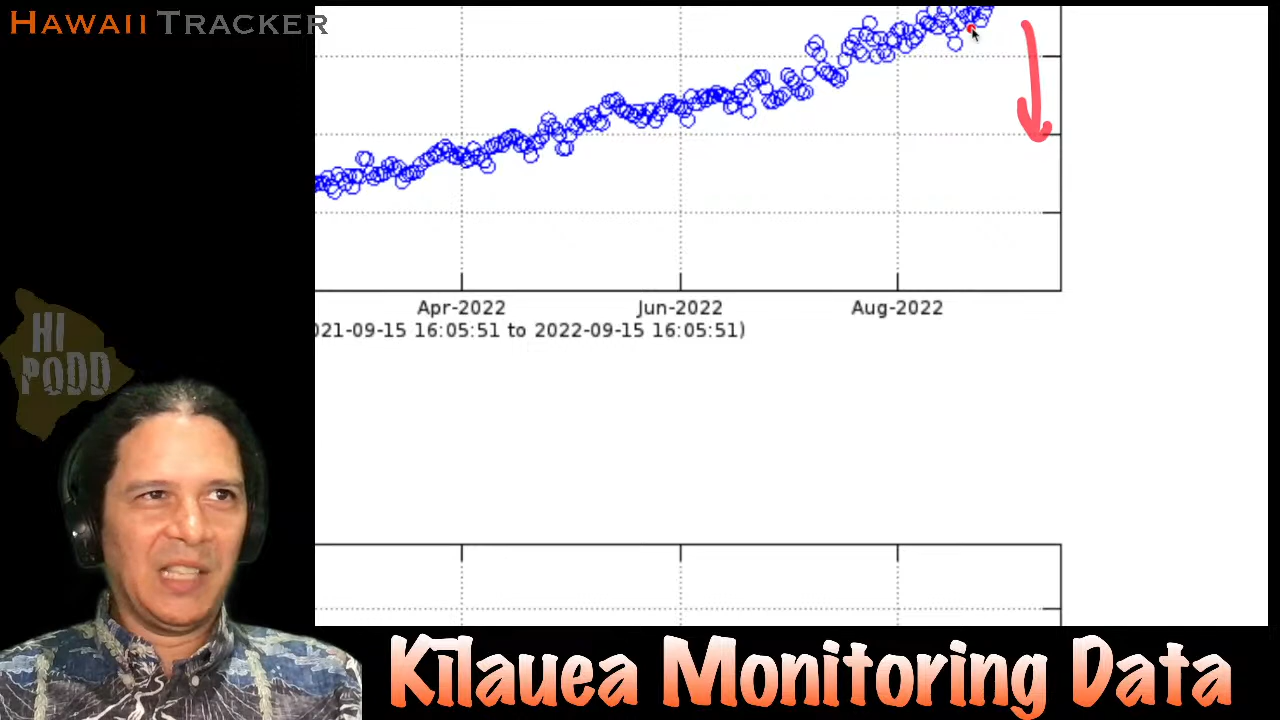 HAWAII TRACKER
Apr-2022 Jun-2022 Aug-2022
021-09-15 16:05:51 to 2022-09-15 16:05:51)
HI
PODD
Kīlauea Monitoring Data